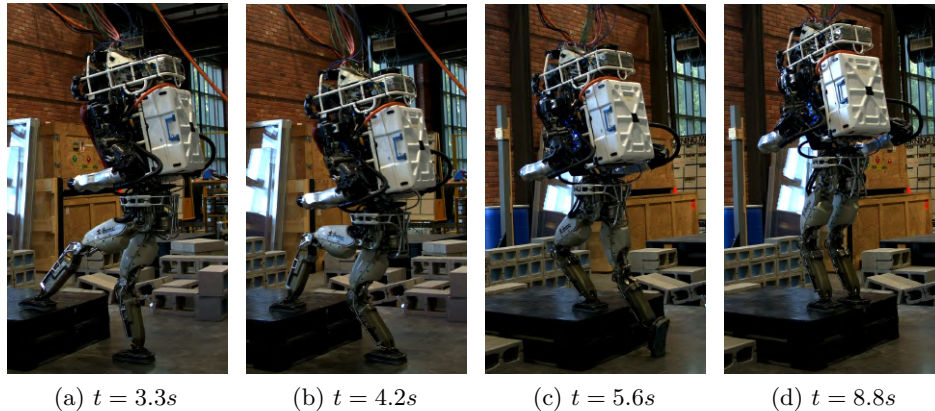 (a) t = 3.3s
(b) t = 4.2s
(c) t = 5.6s
(d) t = 8.8s